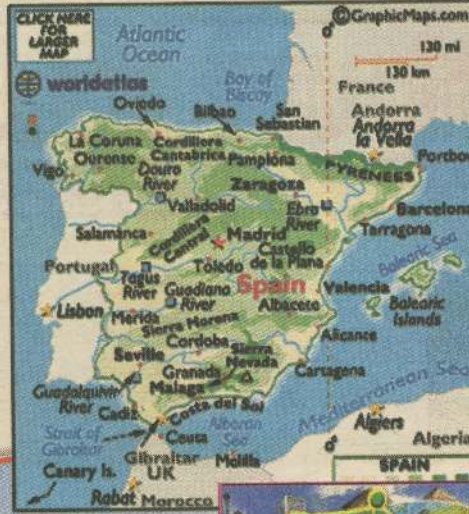 CLICK HERE
FOR
LARGER
MAP
©GraphicMaps.com
130 mi
130 km
Atlantic
Ocean
worldatlas
Bay of
Biscay
France
Andorra
Andorra
la Vella
Oviedo
Bilbao
San
Sebastian
La Coruna
Cordillera
Cantabrica
Pamplona
PYRENEES
Portbou
Vigo
Ourense
Douro
River
Zaragoza
Valladolid
Ebro
River
Barcelona
Salamanca
Cordillera
Central
Madrid
Tarragona
Castello
de la Plana
Balearic Sea
Portugal
Toledo
Tagus
River
Guadiana
River
Spain
Valencia
Balearic
Islands
Lisbon
Albaceto
Merida
Sierra Morena
Alicante
Cordoba
Seville
Sierra
Nevada
Granada
Cartagena
Guadalquivir
River
Malaga
Mediterranean Sea
Cadiz
Costa del Sol
Strait of
Gibraltar
Ceuta
Alboran
Sea
Algiers
Gibraltar
UK
Melilla
Algeria
Canary Is.
SPAIN
Rabat
Morocco